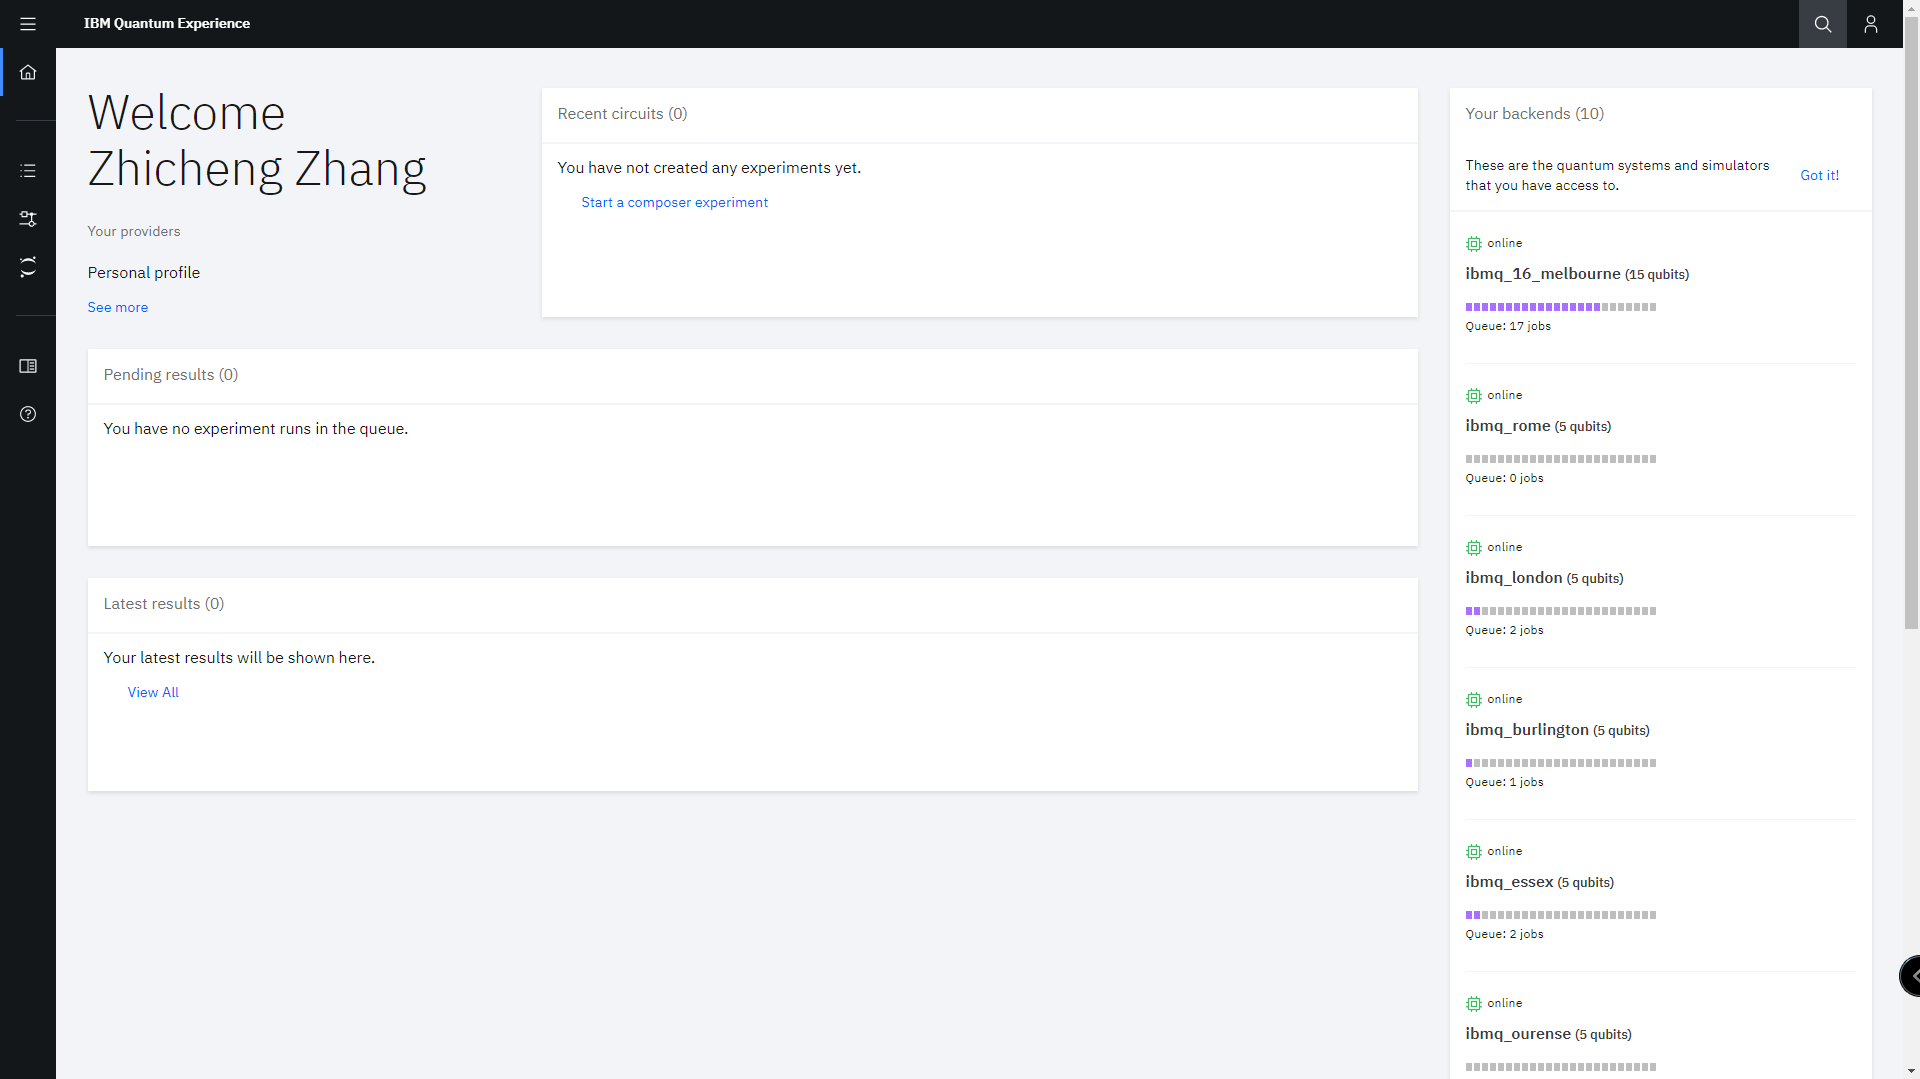 IBM Quantum Experience
Welcome
Zhicheng Zhang
Your providers
Personal profile
See more
Recent circuits (0)
You have not created any experiments yet.
Start a composer experiment
Pending results (0)
You have no experiment runs in the queue.
Latest results (0)
Your latest results will be shown here.
View All
Your backends (10)
These are the quantum systems and simulators
that you have access to.
Got it!
online
ibmq_16_melbourne (15 qubits)
Queue: 17 jobs
online
ibmq_rome (5 qubits)
Queue: 0 jobs
online
ibmq_london (5 qubits)
Queue: 2 jobs
online
ibmq_burlington (5 qubits)
Queue: 1 jobs
online
ibmq_essex (5 qubits)
Queue: 2 jobs
online
ibmq_ourense (5 qubits)